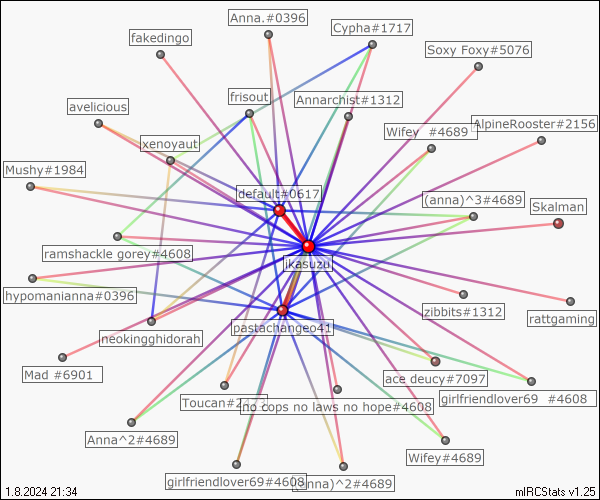 Anna.#0396
Cypha#1717
fakedingo
Soxy Foxy#5076
frisout
Annarchist#1312
avelicious
AlpineRooster#2156
Wifey #4689
xenoyaut
Mushy#1984
default#0617
(anna)^3#4689
Skalman
ramshackle gorey#4608
ikasuzu
hypomanianna#0396
zibbits#1312
rattgaming
pastachangeo41
neokingghidorah
Mad #6901
ace deucy#7097
Toucan#2423
no cops no laws no hope#4608
girlfriendlover69 #4608
Anna^2#4689
Wifey#4689
girlfriendlover69#4608
(anna)^2#4689
1.8.2024 21:34
mIRCStats v1.25